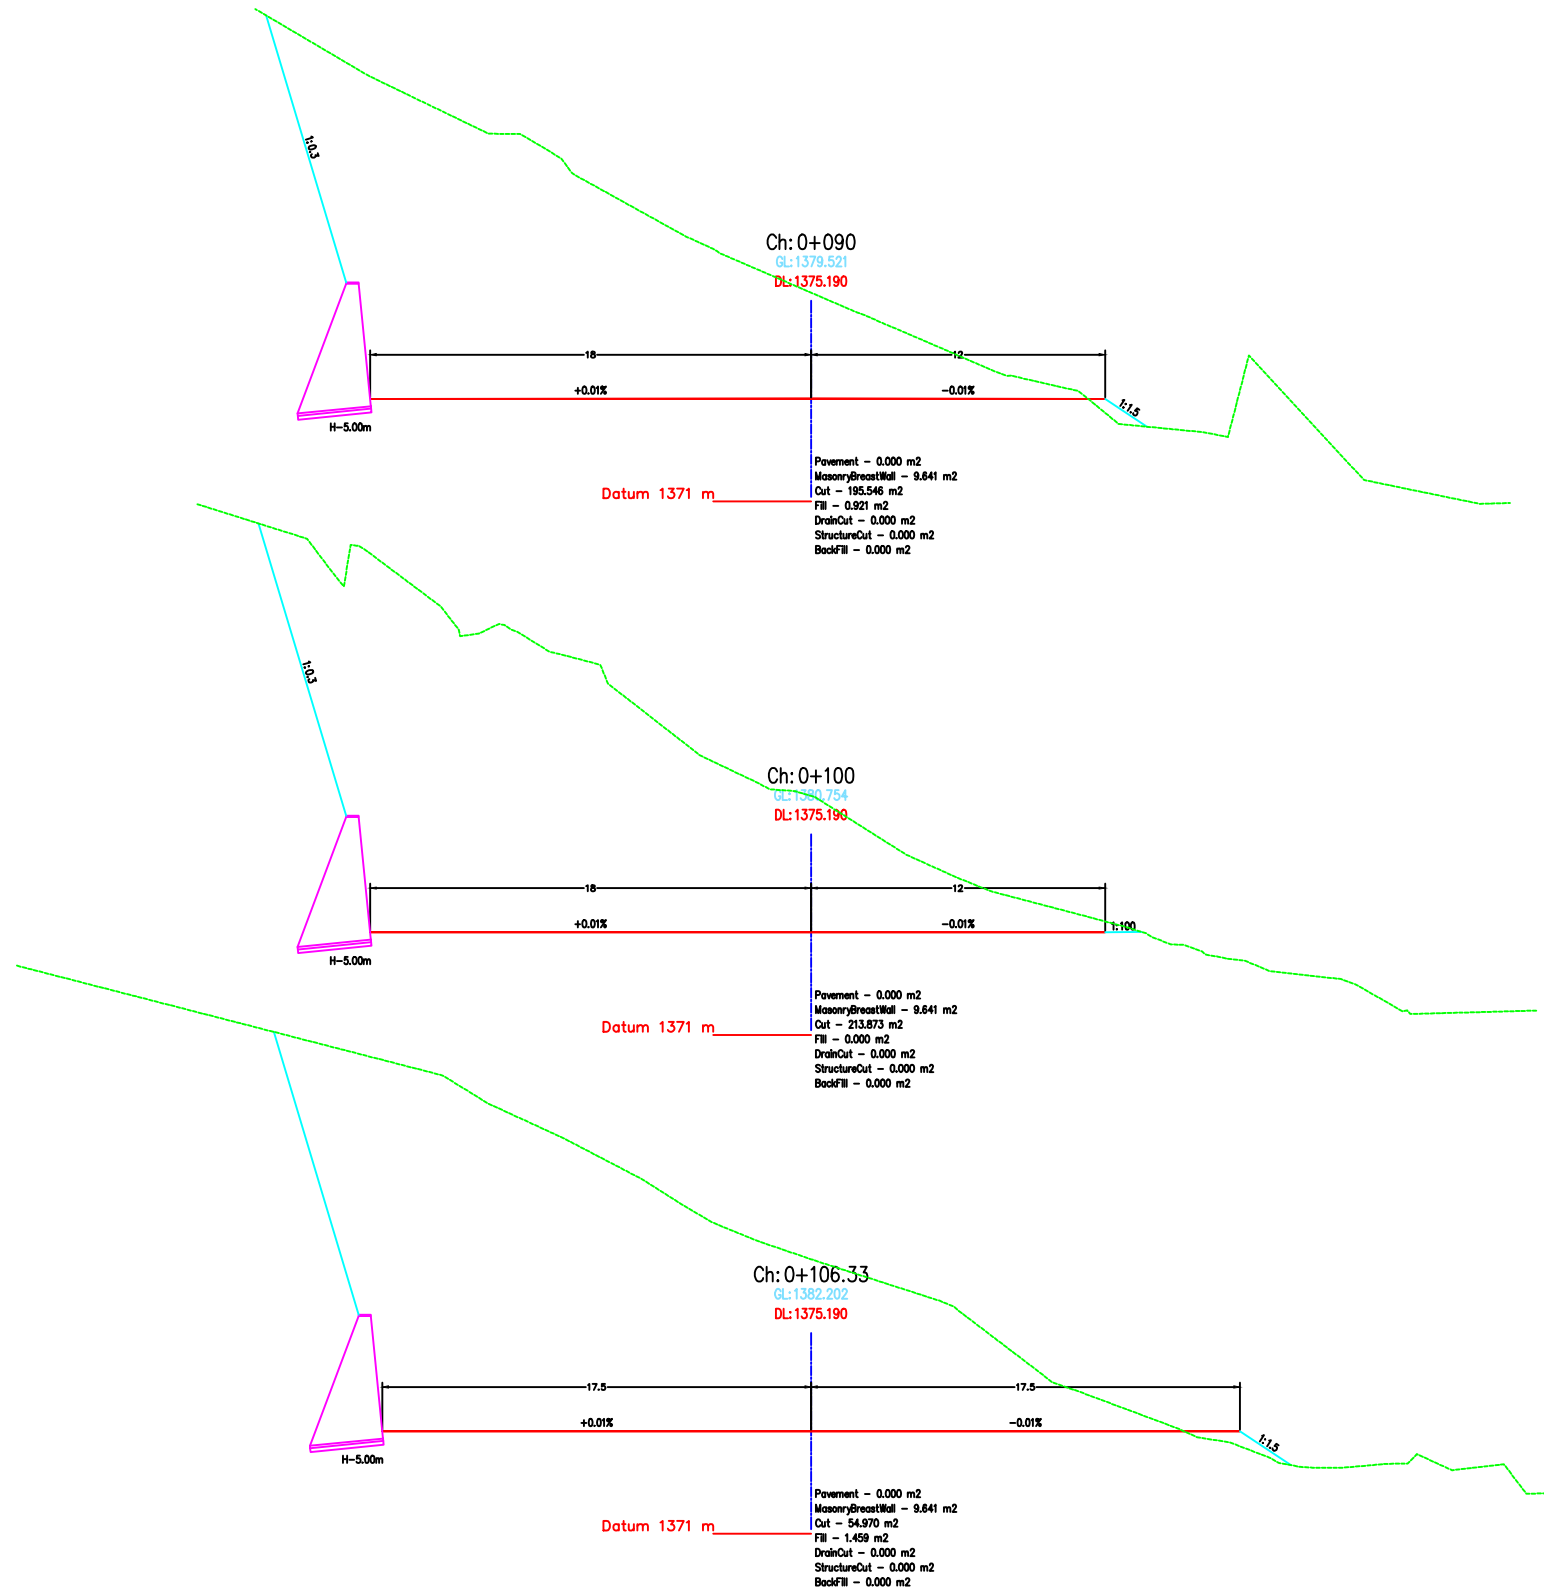 1:0.3
Ch: 0+090
GL:1379.521
DL:1375.190
18
12
+0.01%
-0.01%
1:1.5
H-5.00m
Pavement - 0.000 m2
MasonryBreastWall - 9.641 m2
Datum 1371 m
Cut - 195.546 m2
Fill - 0.921 m2
DrainCut - 0.000 m2
StructureCut - 0.000 m2
BackFill - 0.000 m2
1:0.3
Ch: 0+100
GL:1380.754
DL:1375.190
18
12
+0.01%
-0.01%
1:100
H-5.00m
Pavement - 0.000 m2
MasonryBreastWall - 9.641 m2
Datum 1371 m
Cut - 213.873 m2
Fill - 0.000 m2
DrainCut - 0.000 m2
StructureCut - 0.000 m2
BackFill - 0.000 m2
Ch: 0+106.33
GL:1382.202
DL:1375.190
17.5
17.5
+0.01%
-0.01%
1:1.5
H-5.00m
Pavement - 0.000 m2
MasonryBreastWall - 9.641 m2
Datum 1371 m
Cut - 54.970 m2
Fill - 1.459 m2
DrainCut - 0.000 m2
StructureCut - 0.000 m2
BackFill - 0.000 m2